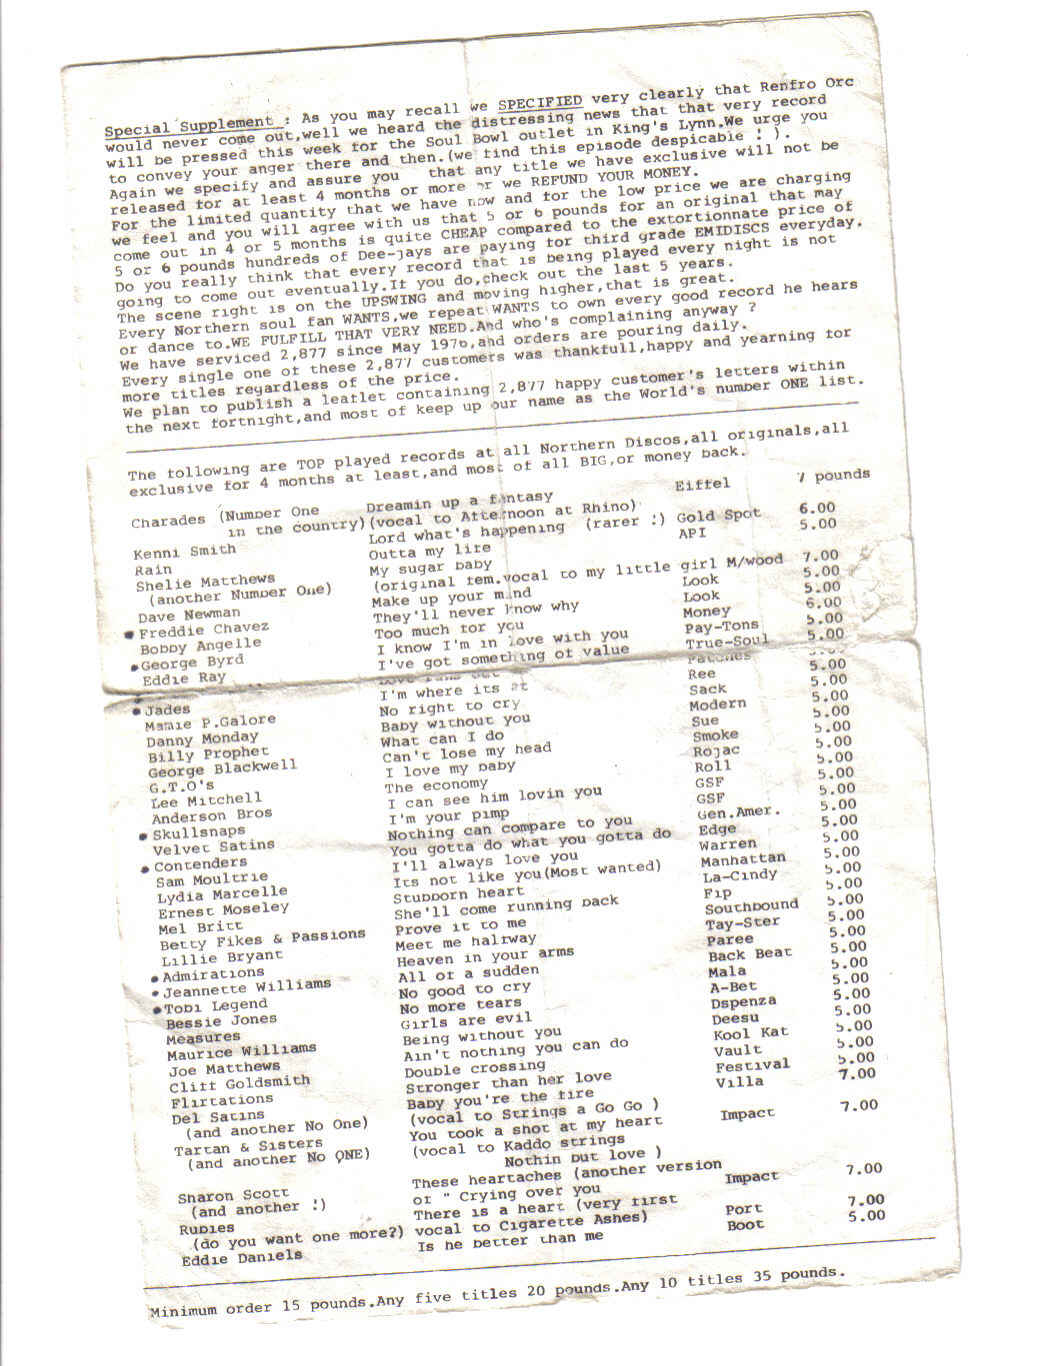 Special Supplement : As you may recall we SPECIFIED very clearly that Renfro Orc
would never come out,well we heard the distressing news that that very record
will be pressed this week for the Soul Bowl outlet in King's Lynn.We urge you
to convey your anger there and then.(we find this episode despicable ! ).
Again we specify and assure you that any title we have exclusive will not be
released for at least 4 months or more or we REFUND YOUR MONEY.
For the limited quantity that we have now and for the low price we are charging
we feel and you will agree with us that 5 or 6 pounds for an original that may
come out in 4 or 5 months is quite CHEAP compared to the extortionnate price of
5 or 6 pounds hundreds of Dee-jays are paying for third grade EMIDISCS everyday.
Do you really think that every record that is being played every night is not
going to come out eventually.If you do,check out the last 5 years.
The scene right is on the UPSWING and moving higher,that is great.
Every Northern soul fan WANTS,we repeat WANTS to own every good record he hears
or dance to.WE FULFILL THAT VERY NEED.And who's complaining anyway ?
We have serviced 2,877 since May 1976,and orders are pouring daily.
Every single one of these 2,877 customers was thankfull,happy and yearning for
more titles regardless of the price.
We plan to publish a leaflet containing 2,877 happy customer's letters within
the next fortnight,and most of keep up our name as the World's number ONE list.
The following are TOP played records at all Northern Discos,all originals,all
exclusive for 4 months at least,and most of all BIG,or money back.
Charades (Number One Dreamin up a fantasy Eiffel 7 pounds
in the country) (vocal to Afternoon at Rhino)
Kenni Smith Lord what's happening (rarer !) Gold Spot 6.00
Rain Outta my life API 5.00
Shelie Matthews My sugar baby
(another Number One) (original fem.vocal to my little girl M/wood 7.00
Dave Newman Make up your mind Look 5.00
Freddie Chavez They'll never know why Look 5.00
Bobby Angelle Too much for you Money 6.00
George Byrd I know I'm in love with you Pay-Tons 5.00
Eddie Ray I've got something of value True-Soul 5.00
Patches 5.00
Jades I'm where its at Ree 5.00
Mamie P.Galore No right to cry Sack 5.00
Danny Monday Baby without you Modern 5.00
Billy Prophet What can I do Sue 5.00
George Blackwell Can't lose my head Smoke 5.00
G.T.O's I love my baby Rojac 5.00
Lee Mitchell The economy Roll 5.00
Anderson Bros I can see him lovin you GSF 5.00
Skullsnaps I'm your pimp GSF 5.00
Velvet Satins Nothing can compare to you Gen.Amer. 5.00
Contenders You gotta do what you gotta do Edge 5.00
Sam Moultrie I'll always love you Warren 5.00
Lydia Marcelle Its not like you(Most wanted) Manhattan 5.00
Ernest Moseley Stubborn heart La-Cindy 5.00
Mel Britt She'll come running back Fip 5.00
Betty Fikes & Passions Prove it to me Southbound 5.00
Lillie Bryant Meet me halfway Tay-Ster 5.00
Admirations Heaven in your arms Paree 5.00
Jeannette Williams All of a sudden Back Beat 5.00
Tobi Legend No good to cry Mala 5.00
Bessie Jones No more tears A-Bet 5.00
Measures Girls are evil Dspenza 5.00
Maurice Williams Being without you Deesu 5.00
Joe Matthews Ain't nothing you can do Kool Kat 5.00
Cliff Goldsmith Double crossing Vault 5.00
Flirtations Stronger than her love Festival 5.00
Del Satins Baby you're the fire Villa 7.00
(and another No One) (vocal to Strings a Go Go )
Tartan & Sisters You took a shot at my heart Impact 7.00
(and another No ONE) (vocal to Kaddo strings
Nothin but love )
Sharon Scott These heartaches (another version
(and another !) of " Crying over you Impact 7.00
Rubies There is a heart (very first
(do you want one more?) vocal to Cigarette Ashes) Port 7.00
Eddie Daniels Is he better than me Boot 5.00
Minimum order 15 pounds.Any five titles 20 pounds.Any 10 titles 35 pounds.